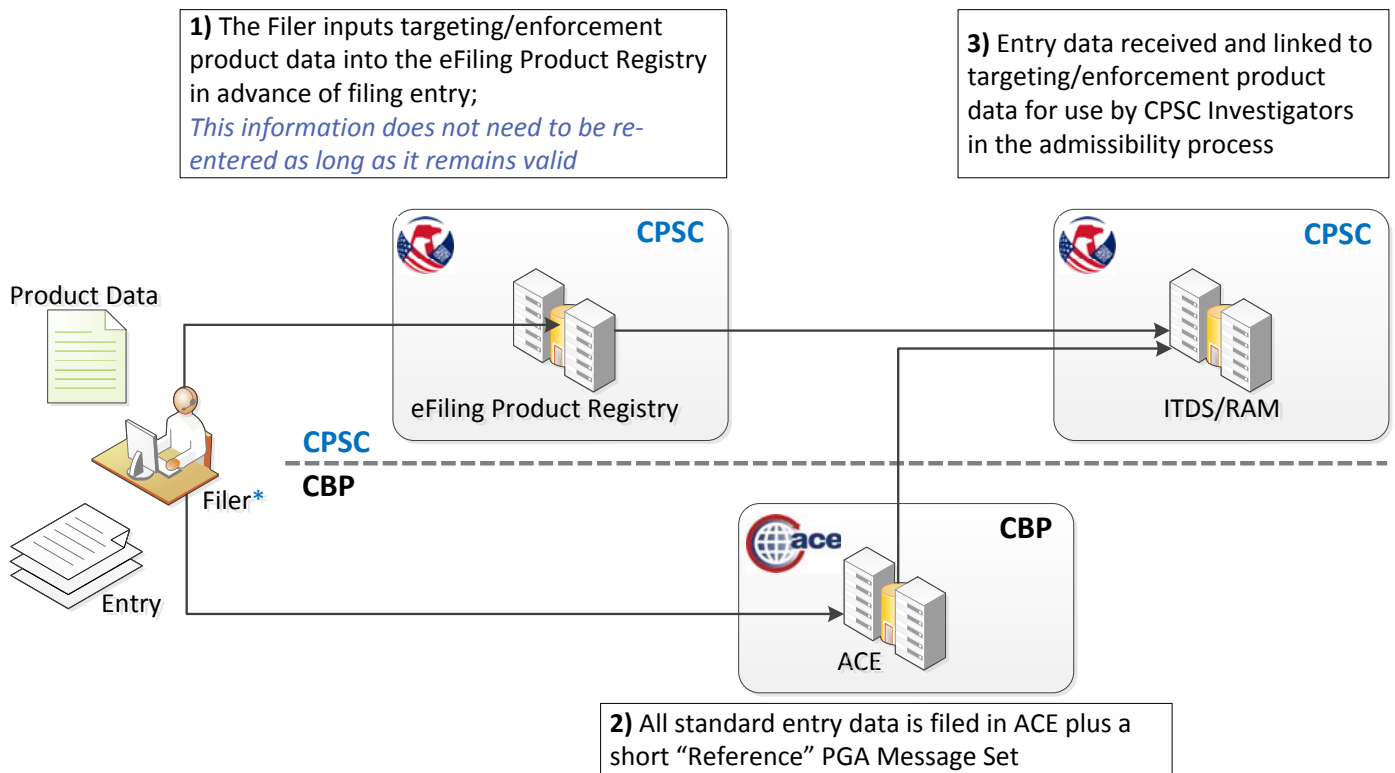 1) The Filer inputs targeting/enforcement
product data into the eFiling Product Registry
in advance of filing entry;
This information does not need to be re-
entered as long as it remains valid
3) Entry data received and linked to
targeting/enforcement product
data for use by CPSC Investigators
in the admissibility process
CPSC
CPSC
Product Data
eFiling Product Registry
ITDS/RAM
CPSC
CBP
Filer*
Entry
ace
CBP
ACE
2) All standard entry data is filed in ACE plus a
short “Reference” PGA Message Set